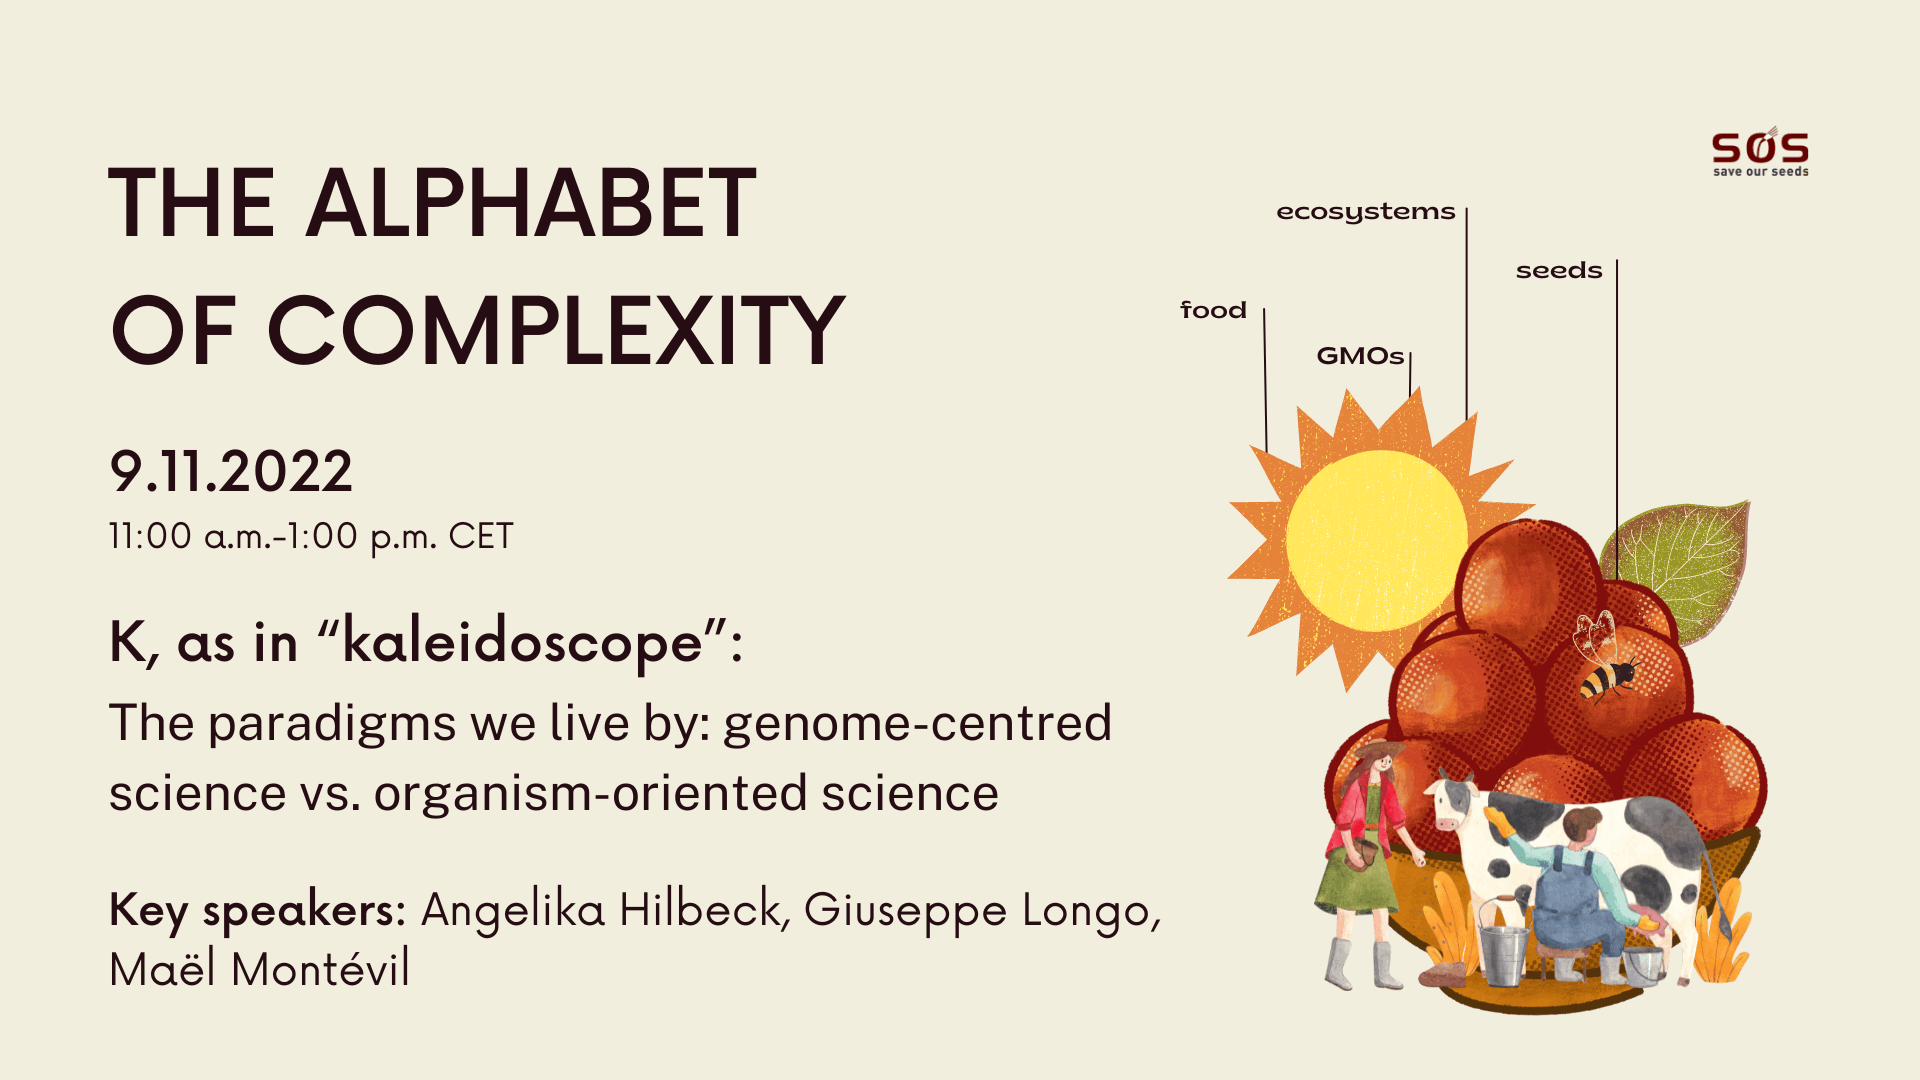 THE ALPHABET
OF COMPLEXITY
9.11.2022
11:00 a.m.-1:00 p.m. CET
K, as in “kaleidoscope”:
The paradigms we live by: genome-centred
science vs. organism-oriented science
Key speakers: Angelika Hilbeck, Giuseppe Longo,
Maël Montévil
SOS
save our seeds
ecosystems
seeds
food
GMOs